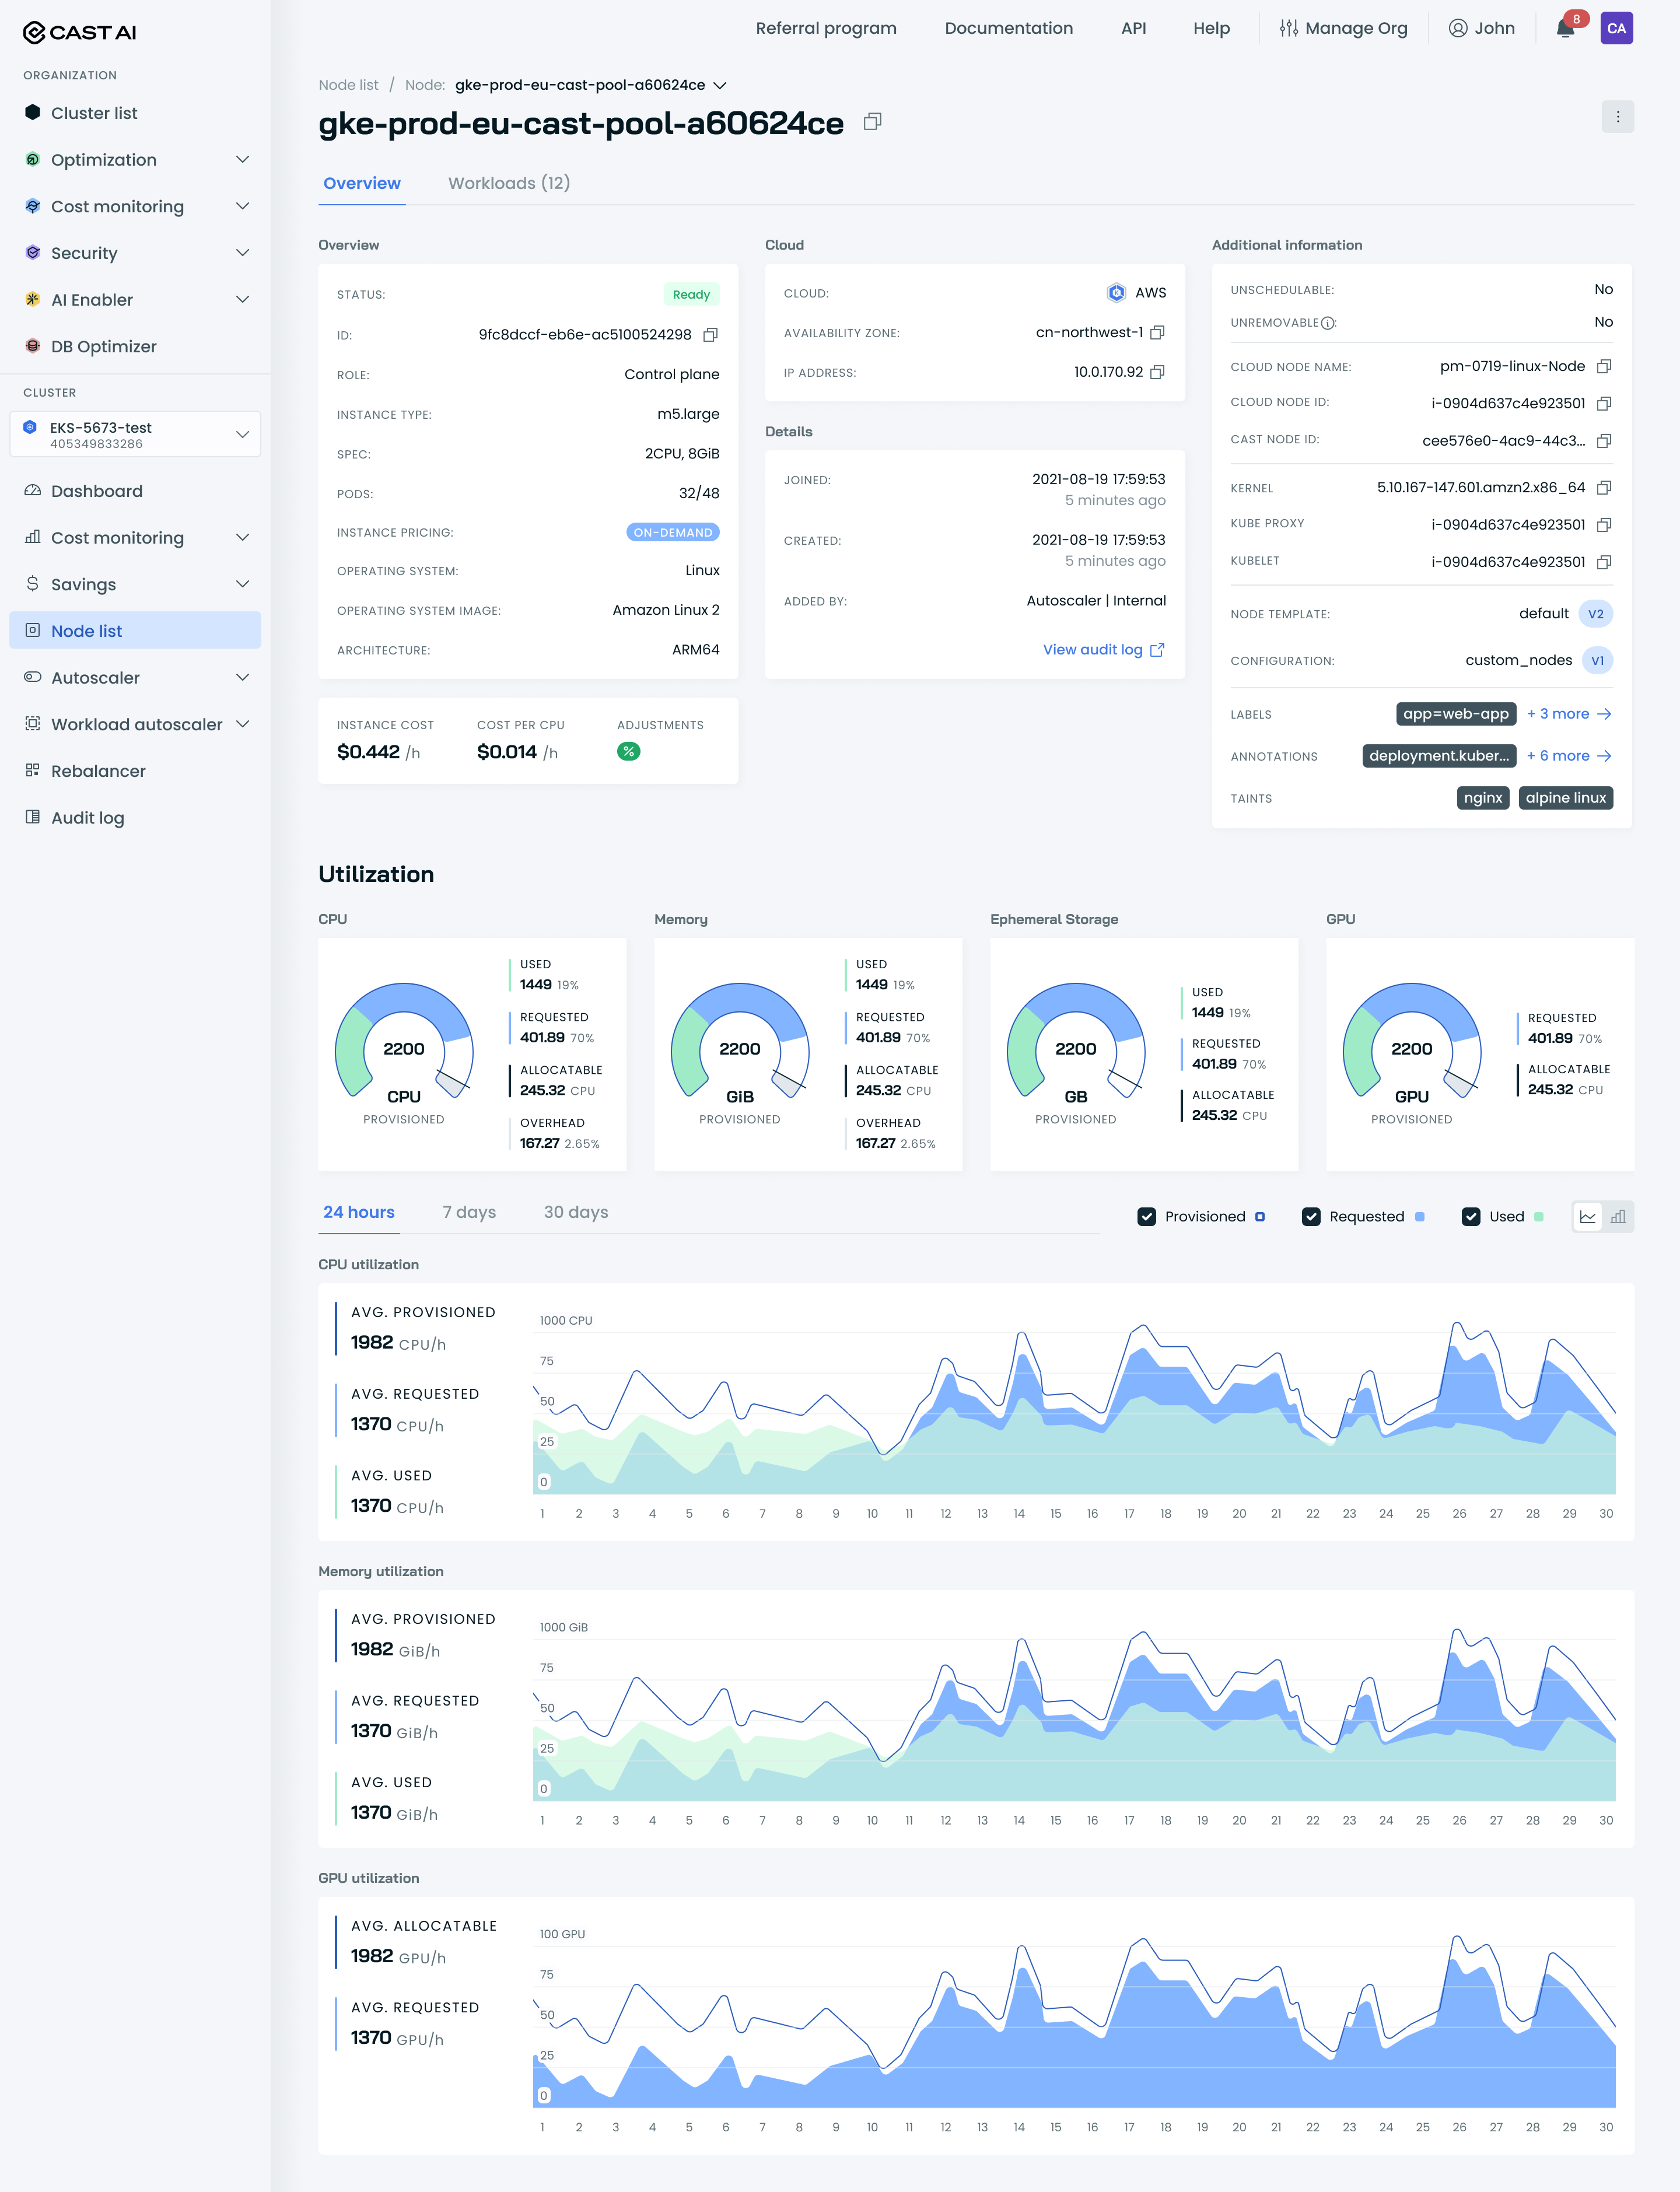 CAST AI
Referral program
Documentation
API
Help
Manage Org
John
8
CA
ORGANIZATION
Cluster list
Optimization
Cost monitoring
Security
AI Enabler
DB Optimizer
CLUSTER
EKS-5673-test
405349833286
Dashboard
Cost monitoring
Savings
Node list
Autoscaler
Workload autoscaler
Rebalancer
Audit log
Node list / Node: gke-prod-eu-cast-pool-a60624ce
gke-prod-eu-cast-pool-a60624ce
Overview
Workloads (12)
Overview
STATUS: Ready
ID: 9fc8dccf-eb6e-ac5100524298
ROLE: Control plane
INSTANCE TYPE: m5.large
SPEC: 2CPU, 8GiB
PODS: 32/48
INSTANCE PRICING: ON-DEMAND
OPERATING SYSTEM: Linux
OPERATING SYSTEM IMAGE: Amazon Linux 2
ARCHITECTURE: ARM64
INSTANCE COST
$0.442 /h
COST PER CPU
$0.014 /h
ADJUSTMENTS
%
Cloud
CLOUD: AWS
AVAILABILITY ZONE: cn-northwest-1
IP ADDRESS: 10.0.170.92
Details
JOINED: 2021-08-19 17:59:53
5 minutes ago
CREATED: 2021-08-19 17:59:53
5 minutes ago
ADDED BY: Autoscaler | Internal
View audit log
Additional information
UNSCHEDULABLE: No
UNREMOVABLE: No
CLOUD NODE NAME: pm-0719-linux-Node
CLOUD NODE ID: i-0904d637c4e923501
CAST NODE ID: cee576e0-4ac9-44c3...
KERNEL 5.10.167-147.601.amzn2.x86_64
KUBE PROXY i-0904d637c4e923501
KUBELET i-0904d637c4e923501
NODE TEMPLATE: default V2
CONFIGURATION: custom_nodes V1
LABELS app=web-app + 3 more
ANNOTATIONS deployment.kuber... + 6 more
TAINTS nginx alpine linux
Utilization
CPU
2200
CPU
PROVISIONED
USED
1449 19%
REQUESTED
401.89 70%
ALLOCATABLE
245.32 CPU
OVERHEAD
167.27 2.65%
Memory
2200
GiB
PROVISIONED
USED
1449 19%
REQUESTED
401.89 70%
ALLOCATABLE
245.32 CPU
OVERHEAD
167.27 2.65%
Ephemeral Storage
2200
GB
PROVISIONED
USED
1449 19%
REQUESTED
401.89 70%
ALLOCATABLE
245.32 CPU
GPU
2200
GPU
PROVISIONED
REQUESTED
401.89 70%
ALLOCATABLE
245.32 CPU
24 hours
7 days
30 days
Provisioned
Requested
Used
CPU utilization
AVG. PROVISIONED
1982 CPU/h
AVG. REQUESTED
1370 CPU/h
AVG. USED
1370 CPU/h
1000 CPU
75
50
25
0
1 2 3 4 5 6 7 8 9 10 11 12 13 14 15 16 17 18 19 20 21 22 23 24 25 26 27 28 29 30
Memory utilization
AVG. PROVISIONED
1982 GiB/h
AVG. REQUESTED
1370 GiB/h
AVG. USED
1370 GiB/h
1000 GiB
75
50
25
0
1 2 3 4 5 6 7 8 9 10 11 12 13 14 15 16 17 18 19 20 21 22 23 24 25 26 27 28 29 30
GPU utilization
AVG. ALLOCATABLE
1982 GPU/h
AVG. REQUESTED
1370 GPU/h
100 GPU
75
50
25
0
1 2 3 4 5 6 7 8 9 10 11 12 13 14 15 16 17 18 19 20 21 22 23 24 25 26 27 28 29 30